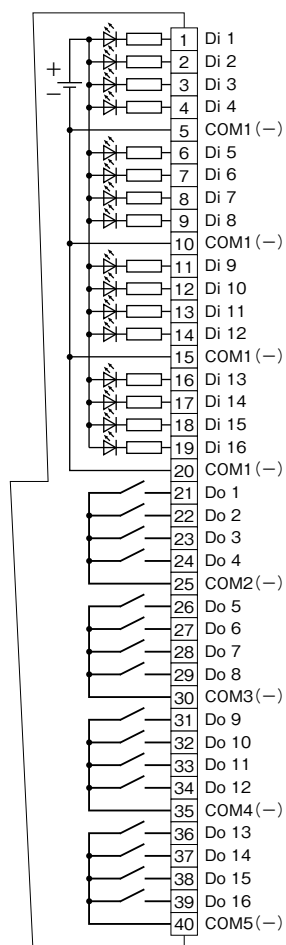 +
−
1 Di 1
2 Di 2
3 Di 3
4 Di 4
5 COM1(−)
6 Di 5
7 Di 6
8 Di 7
9 Di 8
10 COM1(−)
11 Di 9
12 Di 10
13 Di 11
14 Di 12
15 COM1(−)
16 Di 13
17 Di 14
18 Di 15
19 Di 16
20 COM1(−)
21 Do 1
22 Do 2
23 Do 3
24 Do 4
25 COM2(−)
26 Do 5
27 Do 6
28 Do 7
29 Do 8
30 COM3(−)
31 Do 9
32 Do 10
33 Do 11
34 Do 12
35 COM4(−)
36 Do 13
37 Do 14
38 Do 15
39 Do 16
40 COM5(−)